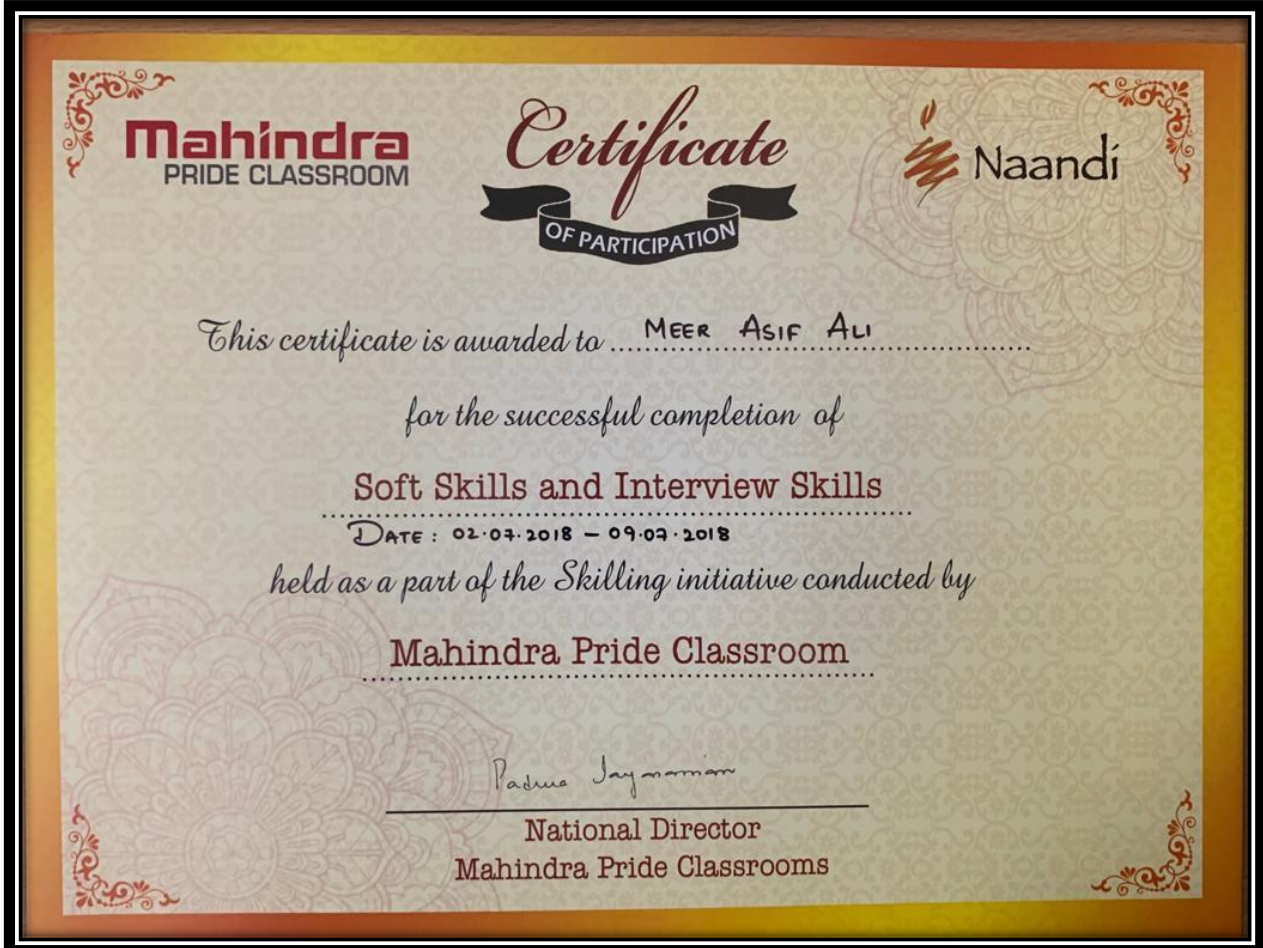 Mahindra
PRIDE CLASSROOM
Certificate
OF PARTICIPATION
Naandi
This certificate is awarded to .......... MEER ASIF ALI ..........
for the successful completion of
Soft Skills and Interview Skills
DATE : 02.07.2018 – 09.07.2018
held as a part of the Skilling initiative conducted by
Mahindra Pride Classroom
Padma
National Director
Mahindra Pride Classrooms